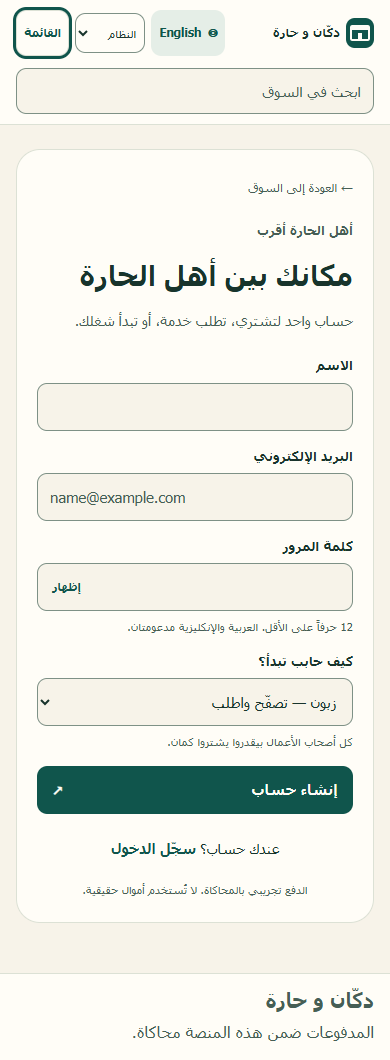 دكّان و حارة
English
النظام
القائمة
ابحث في السوق
← العودة إلى السوق
أهل الحارة أقرب
مكانك بين أهل الحارة
حساب واحد لتشتري، تطلب خدمة، أو تبدأ شغلك.
الاسم
البريد الإلكتروني
name@example.com
كلمة المرور
إظهار
12 حرفاً على الأقل. العربية والإنكليزية مدعومتان.
كيف حابب تبدأ؟
زبون — تصفّح واطلب
كل أصحاب الأعمال بيقدروا يشتروا كمان.
إنشاء حساب ↗
عندك حساب؟ سجّل الدخول
الدفع تجريبي بالمحاكاة. لا تُستخدم أموال حقيقية.
دكّان و حارة
المدفوعات ضمن هذه المنصة محاكاة.